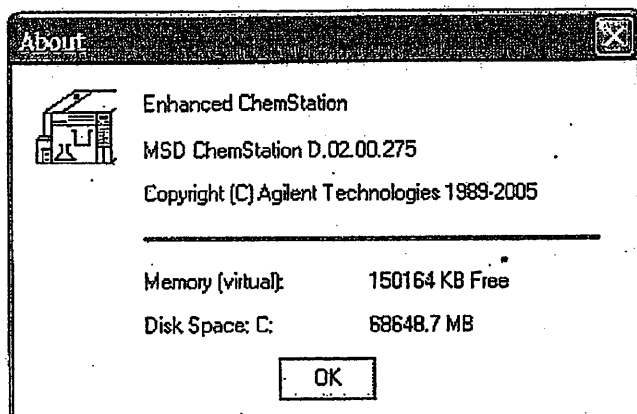 About
Enhanced ChemStation
MSD ChemStation D.02.00.275
Copyright (C) Agilent Technologies 1989-2005
Memory (virtual): 150164 KB Free
Disk Space: C: 68648.7 MB
OK